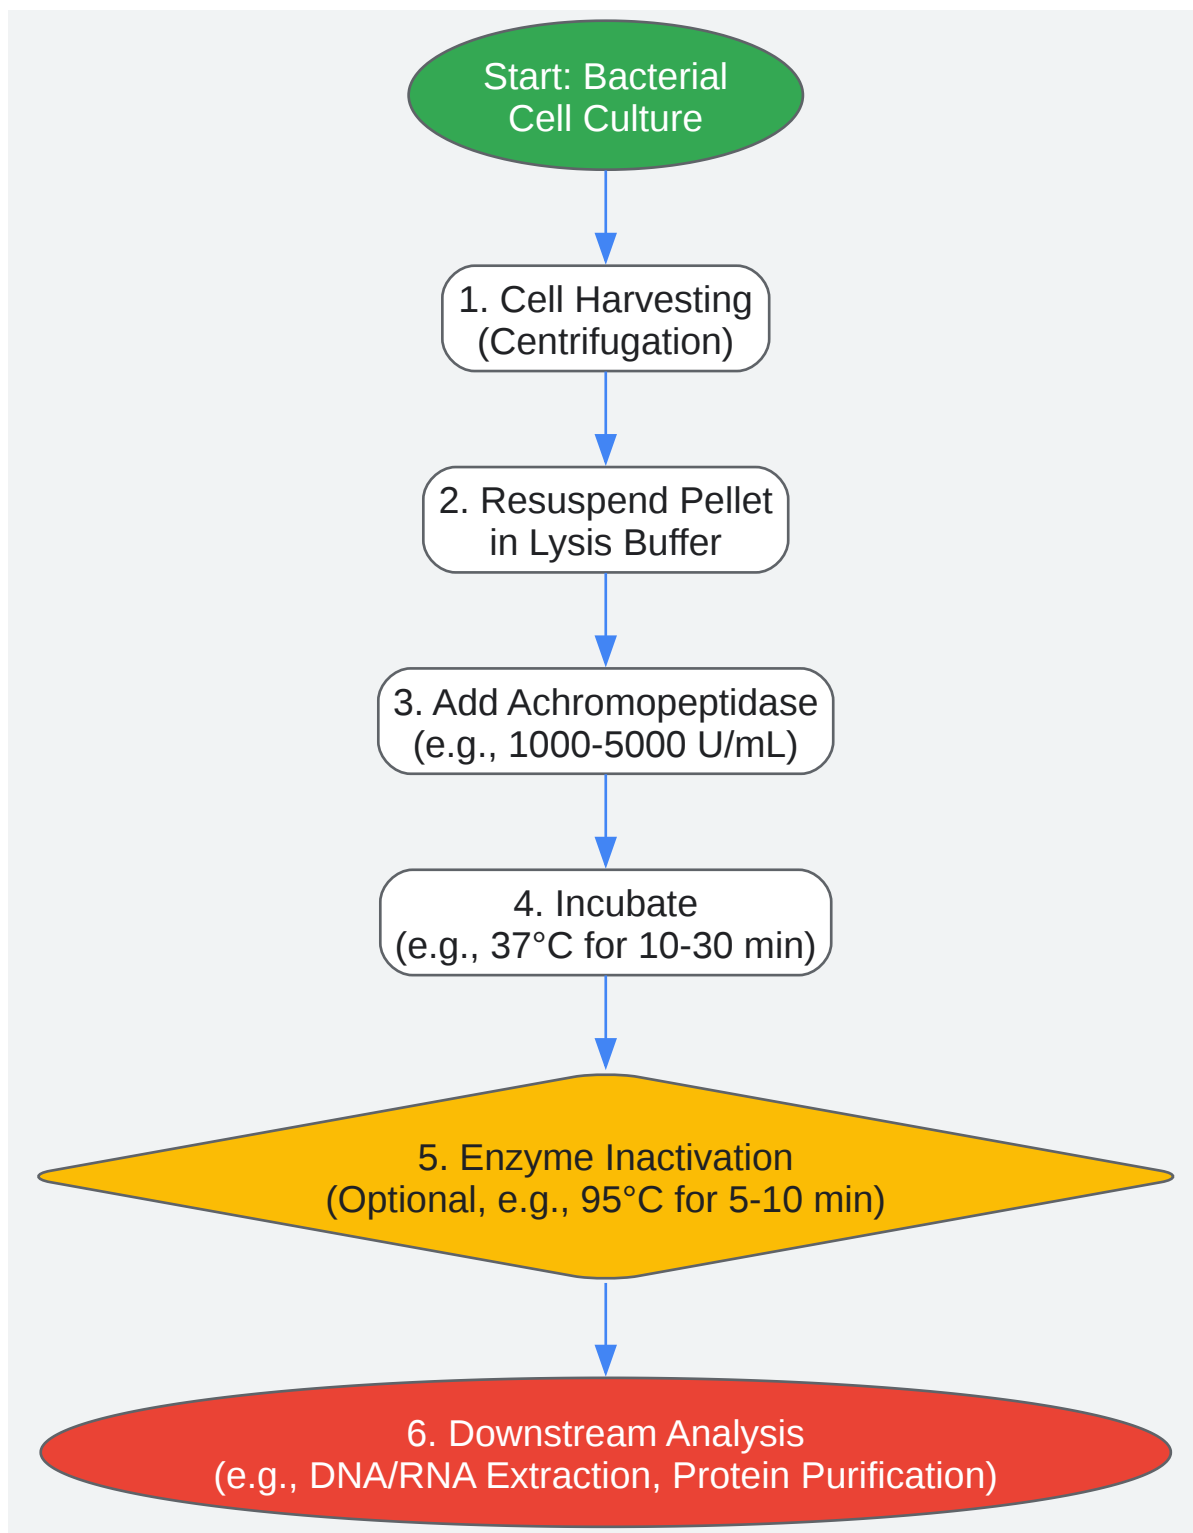 Start: Bacterial
Cell Culture
1. Cell Harvesting
(Centrifugation)
2. Resuspend Pellet
in Lysis Buffer
3. Add Achromopeptidase
(e.g., 1000-5000 U/mL)
4. Incubate
(e.g., 37°C for 10-30 min)
5. Enzyme Inactivation
(Optional, e.g., 95°C for 5-10 min)
6. Downstream Analysis
(e.g., DNA/RNA Extraction, Protein Purification)